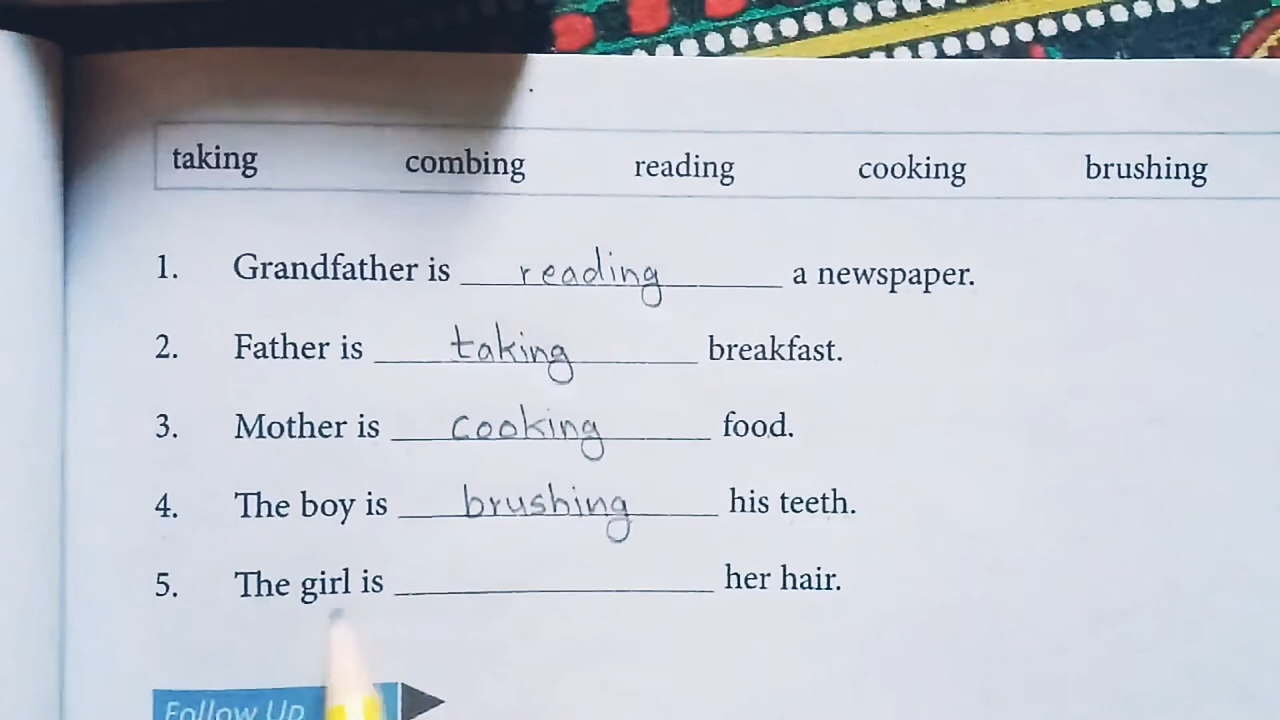 taking combing reading cooking brushing
1. Grandfather is reading a newspaper.
2. Father is taking breakfast.
3. Mother is cooking food.
4. The boy is brushing his teeth.
5. The girl is ____________ her hair.
Follow Up